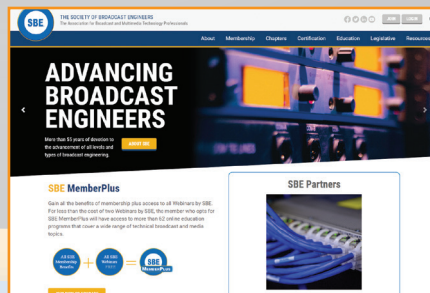 SBE
THE SOCIETY OF BROADCAST ENGINEERS
The Association for Broadcast and Multimedia Technology Professionals
JOIN
LOGIN
About Membership Chapters Certification Education Legislative Resources
ADVANCING
BROADCAST
ENGINEERS
More than 55 years of devotion to
the advancement of all levels and
types of broadcast engineering.
ABOUT SBE
SBE MemberPlus
Gain all the benefits of membership plus access to all Webinars by SBE.
For less than the cost of two Webinars by SBE, the member who opts for
SBE MemberPlus will have access to more than 52 online education
programs that cover a wide range of technical broadcast and media
topics.
All SBE
Membership
Benefits
+
All SBE
Webinars
=
SBE
MEMBERPLUS
SBE Partners